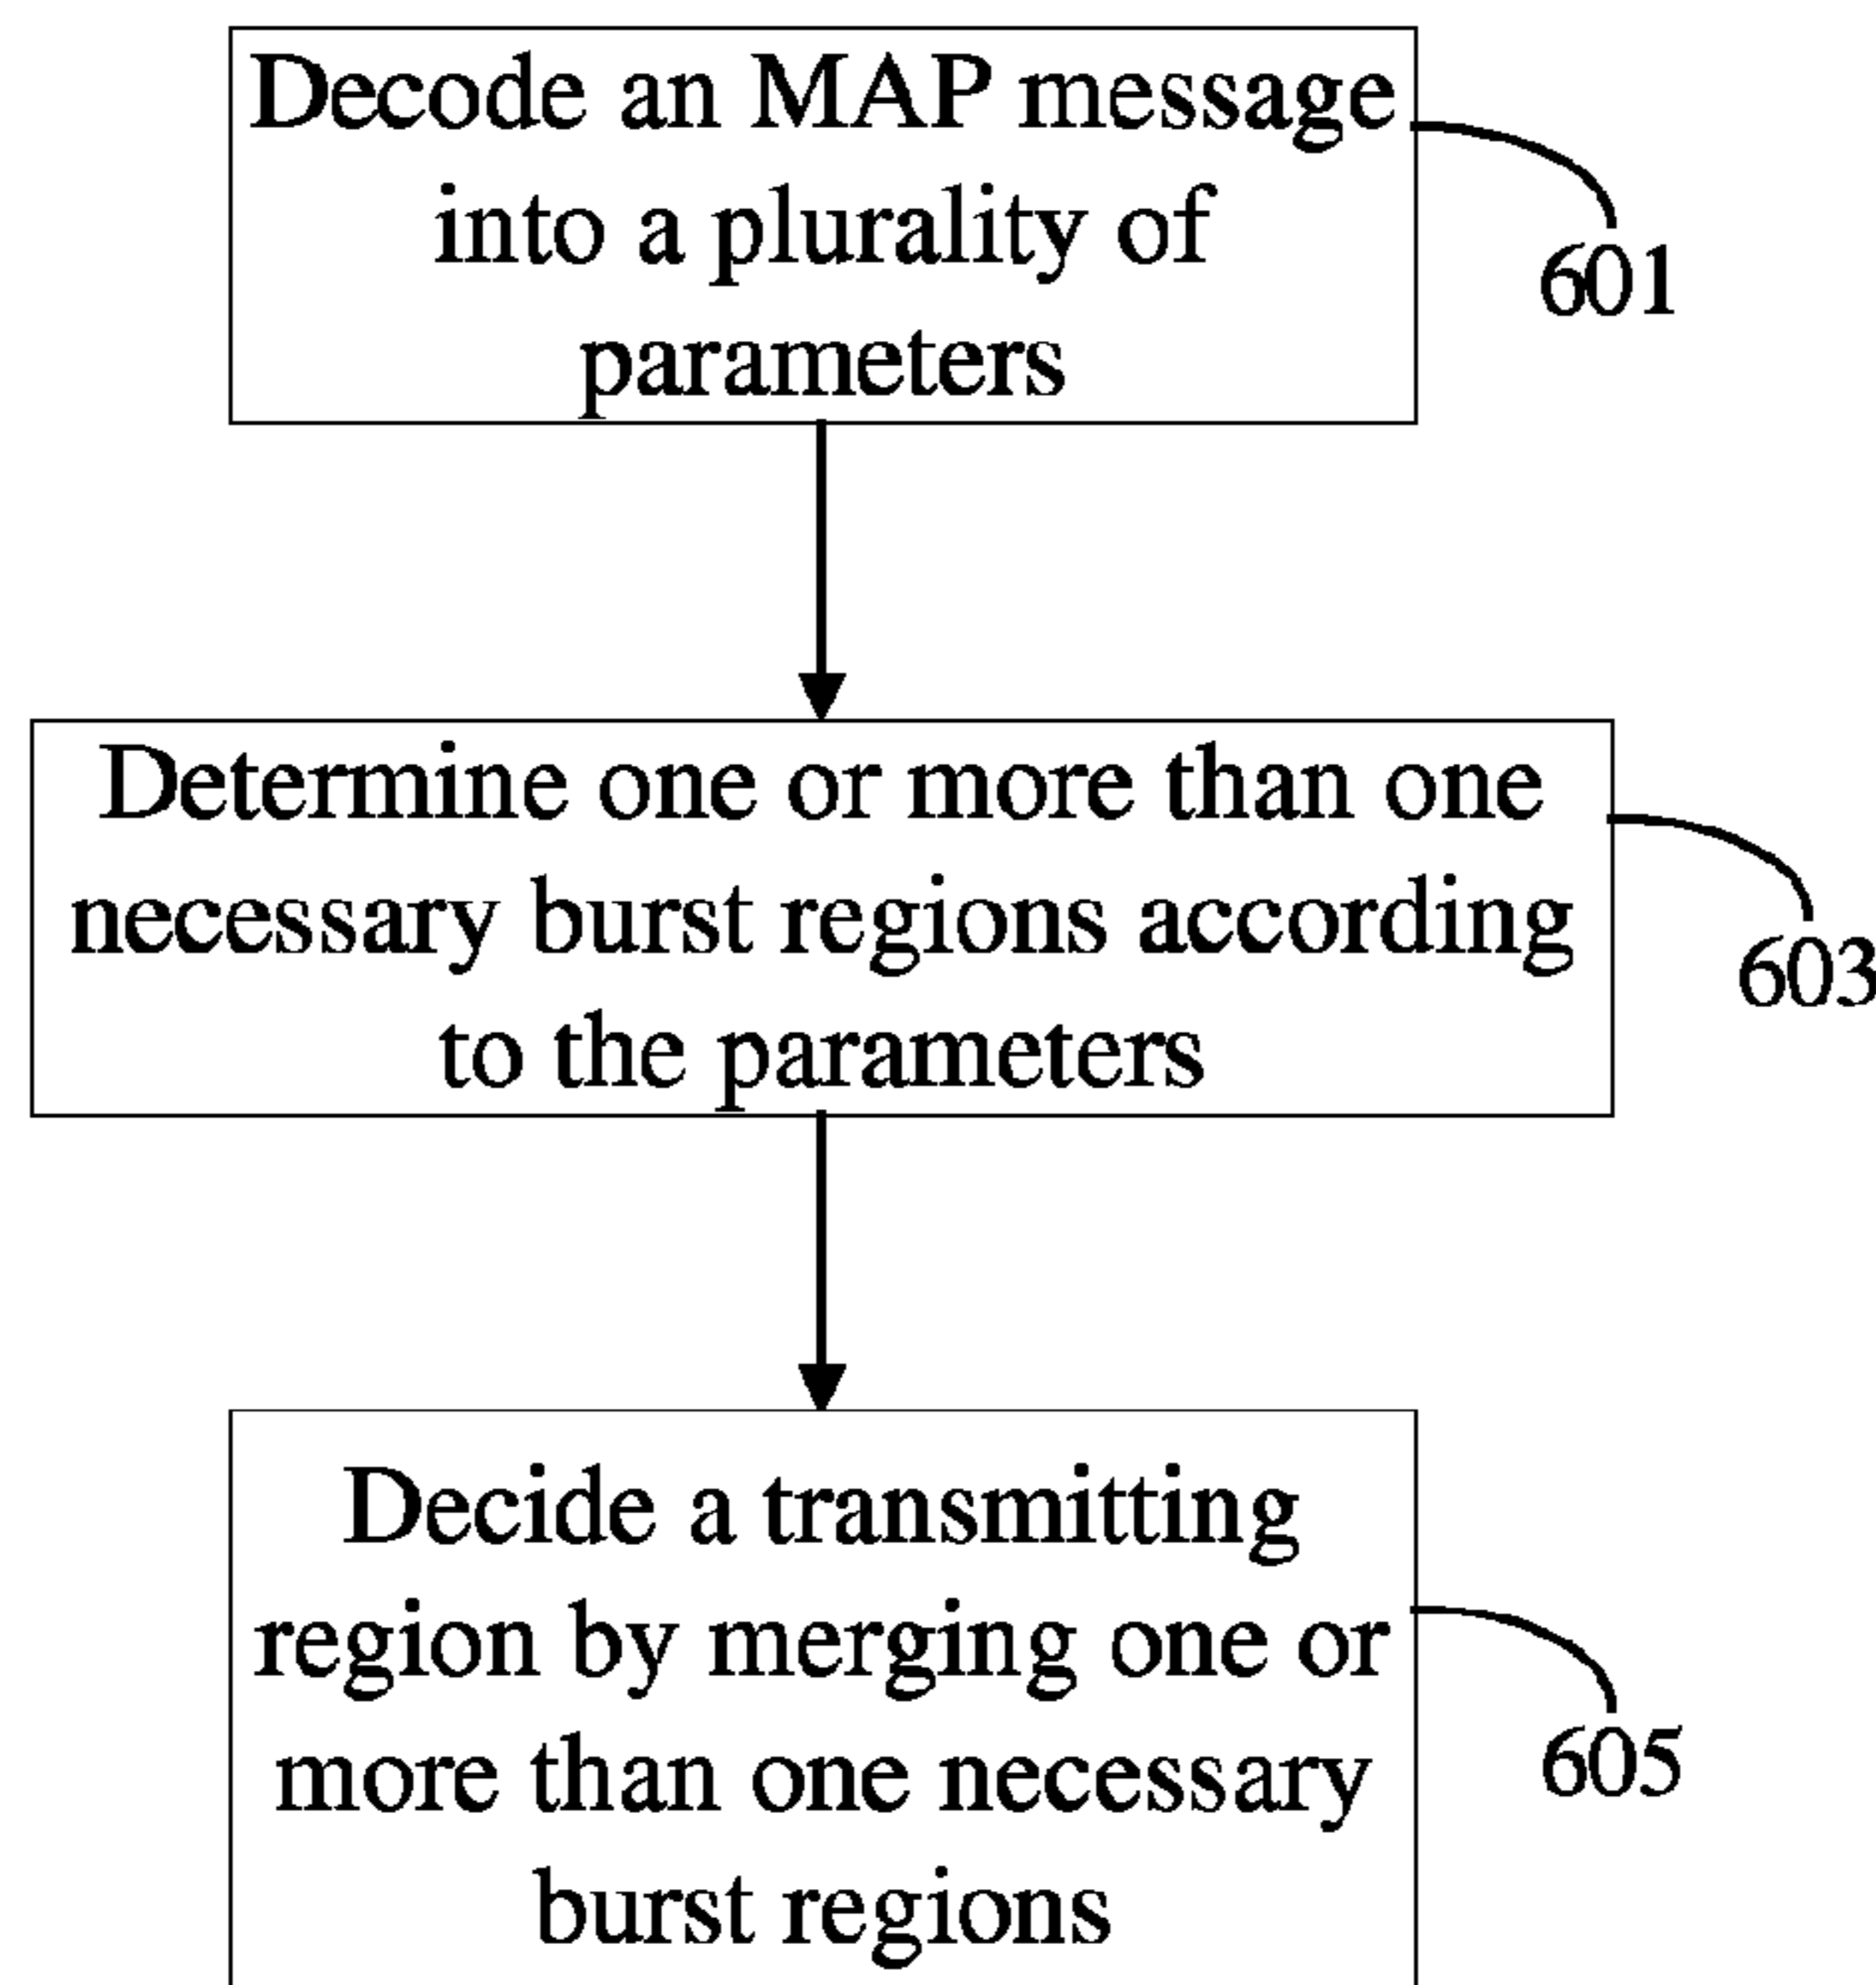 Decode an MAP message
into a plurality of
parameters
601
Determine one or more than one
necessary burst regions according
to the parameters
603
Decide a transmitting
region by merging one or
more than one necessary
burst regions
605